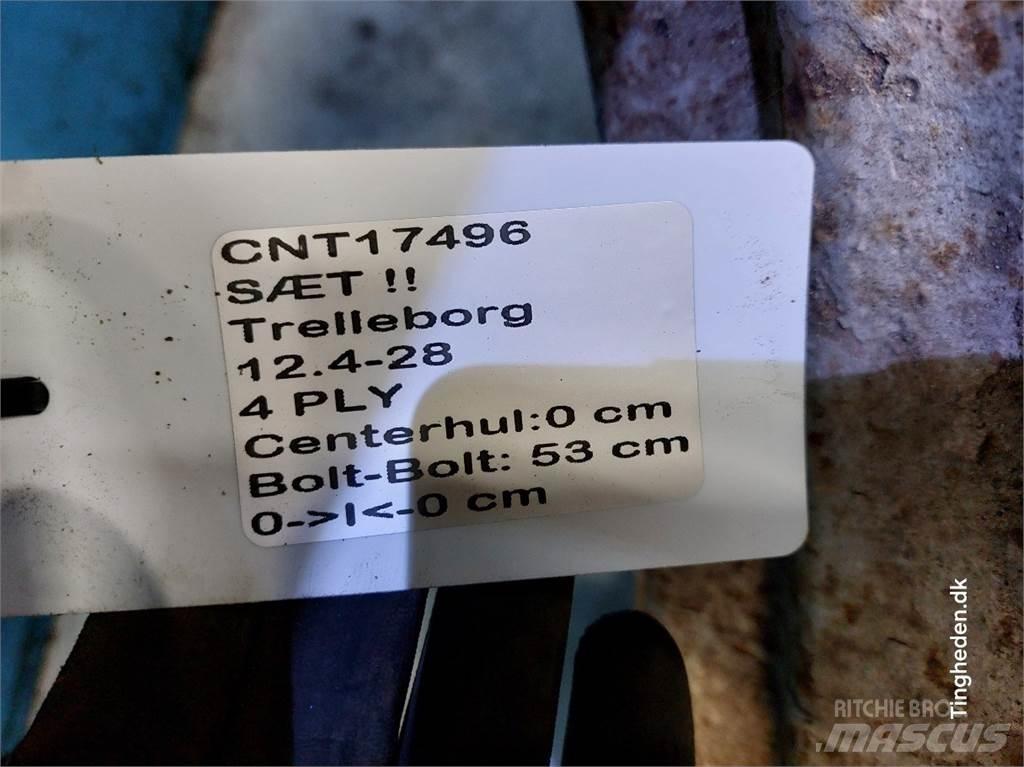 CNT17496
SÆT !!
Trelleborg
12.4-28
4 PLY
Centerhul:0 cm
Bolt-Bolt: 53 cm
0->I<-0 cm
Tingheden.dk
RITCHIE BRO
MASCUS